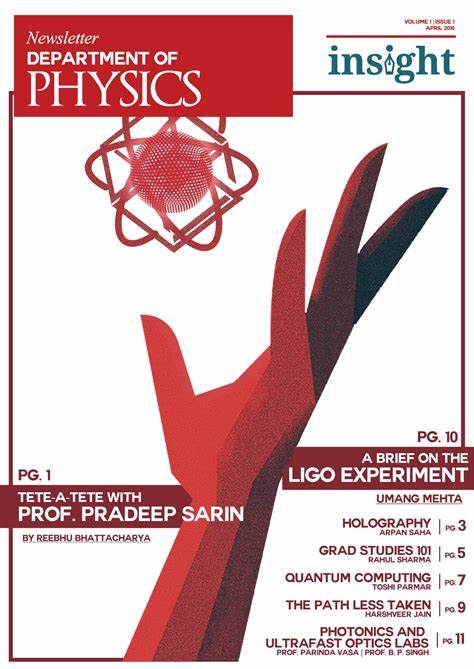 Newsletter
DEPARTMENT OF
PHYSICS
VOLUME 1 | ISSUE 1
APRIL 2016
insight
PG. 1
TETE-A-TETE WITH
PROF. PRADEEP SARIN
BY REEBHU BHATTACHARYA
PG. 10
A BRIEF ON THE
LIGO EXPERIMENT
UMANG MEHTA
HOLOGRAPHY
ARPAN SAHA
PG. 3
GRAD STUDIES 101
RAHUL SHARMA
PG. 5
QUANTUM COMPUTING
TOSHI PARMAR
PG. 7
THE PATH LESS TAKEN
HARSHVEER JAIN
PG. 9
PHOTONICS AND
ULTRAFAST OPTICS LABS
PROF. PARINDA VASA | PROF. B. P. SINGH
PG. 11